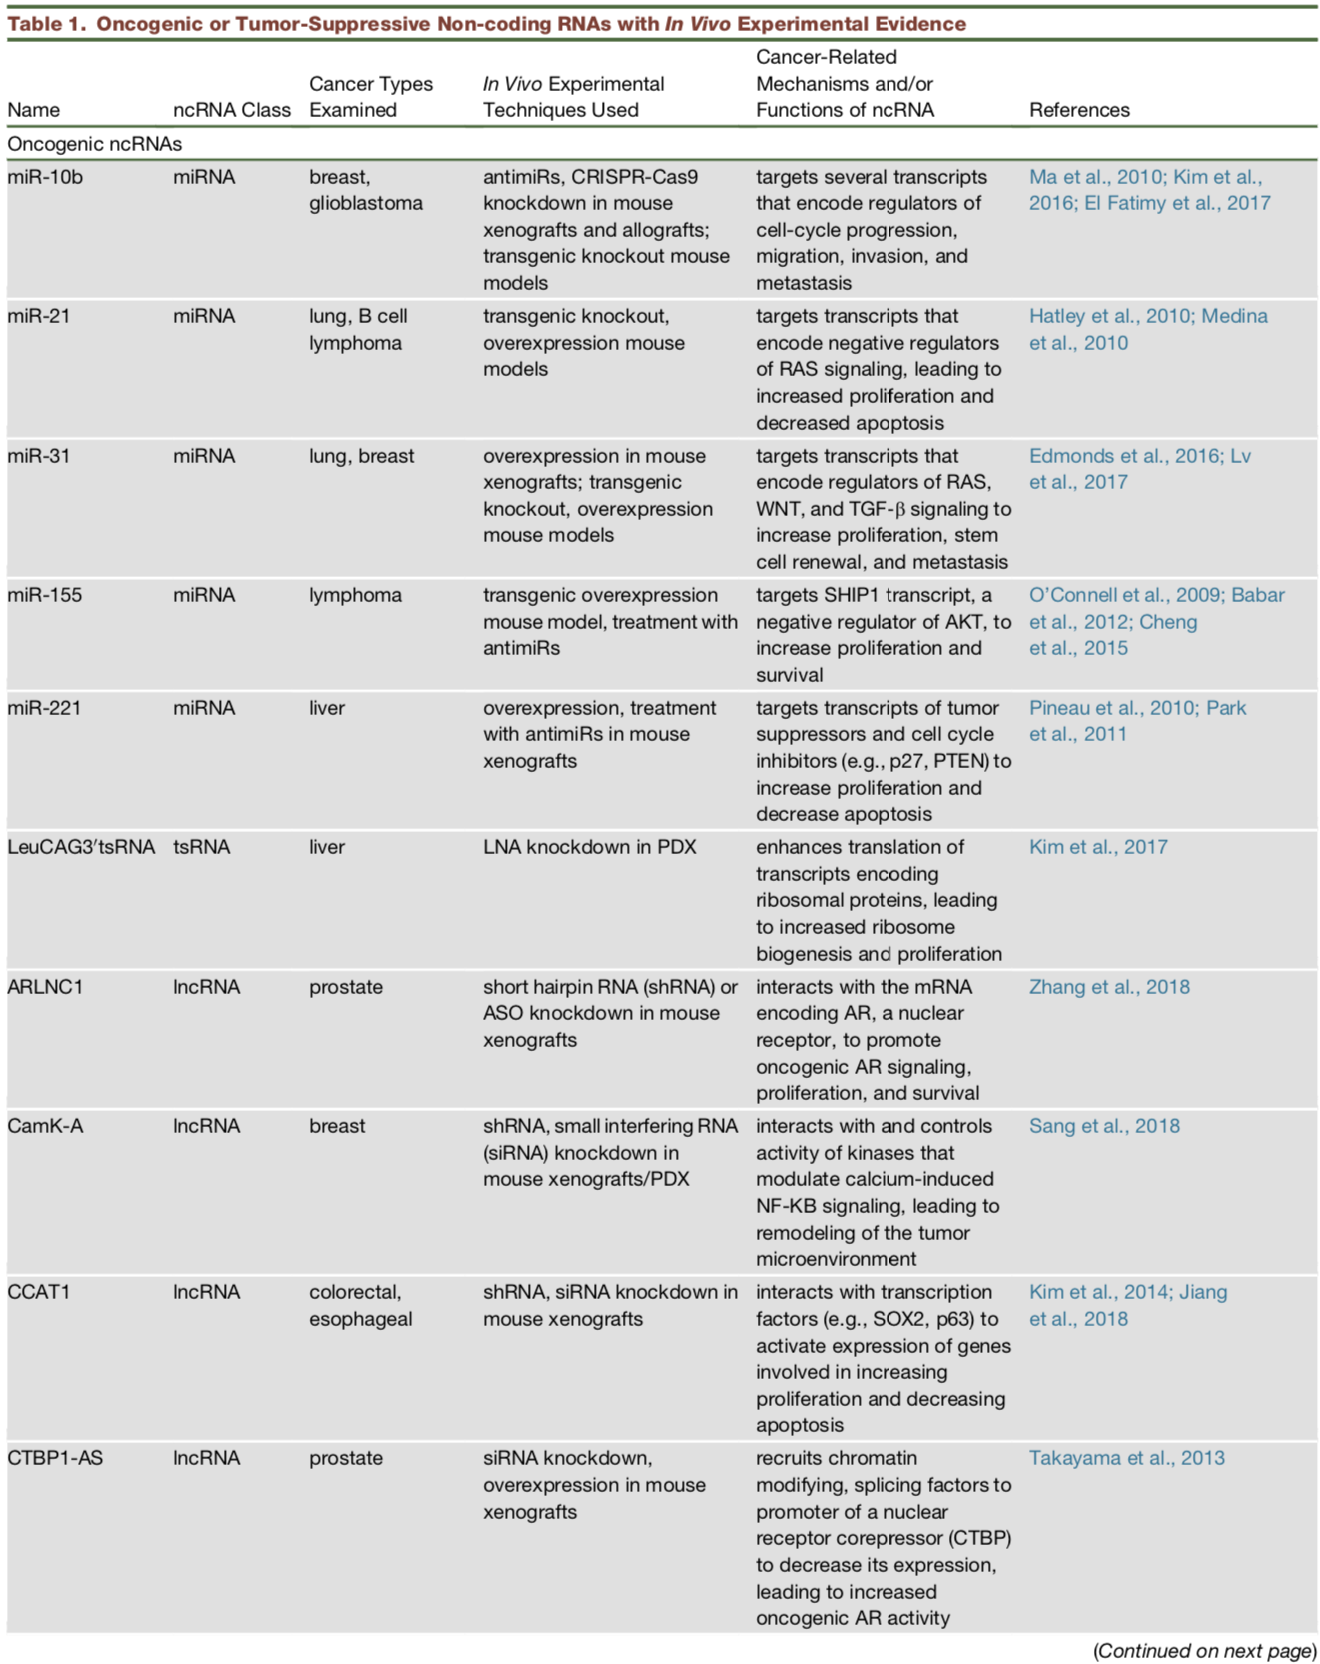 Table 1. Oncogenic or Tumor-Suppressive Non-coding RNAs with In Vivo Experimental Evidence
Name
ncRNA Class
Cancer Types
Examined
In Vivo Experimental
Techniques Used
Cancer-Related
Mechanisms and/or
Functions of ncRNA
References
Oncogenic ncRNAs
miR-10b
miRNA
breast,
glioblastoma
antimiRs, CRISPR-Cas9
knockdown in mouse
xenografts and allografts;
transgenic knockout mouse
models
targets several transcripts
that encode regulators of
cell-cycle progression,
migration, invasion, and
metastasis
Ma et al., 2010; Kim et al.,
2016; El Fatimy et al., 2017
miR-21
miRNA
lung, B cell
lymphoma
transgenic knockout,
overexpression mouse
models
targets transcripts that
encode negative regulators
of RAS signaling, leading to
increased proliferation and
decreased apoptosis
Hatley et al., 2010; Medina
et al., 2010
miR-31
miRNA
lung, breast
overexpression in mouse
xenografts; transgenic
knockout, overexpression
mouse models
targets transcripts that
encode regulators of RAS,
WNT, and TGF-β signaling to
increase proliferation, stem
cell renewal, and metastasis
Edmonds et al., 2016; Lv
et al., 2017
miR-155
miRNA
lymphoma
transgenic overexpression
mouse model, treatment with
antimiRs
targets SHIP1 transcript, a
negative regulator of AKT, to
increase proliferation and
survival
O'Connell et al., 2009; Babar
et al., 2012; Cheng
et al., 2015
miR-221
miRNA
liver
overexpression, treatment
with antimiRs in mouse
xenografts
targets transcripts of tumor
suppressors and cell cycle
inhibitors (e.g., p27, PTEN) to
increase proliferation and
decrease apoptosis
Pineau et al., 2010; Park
et al., 2011
LeuCAG3′tsRNA
tsRNA
liver
LNA knockdown in PDX
enhances translation of
transcripts encoding
ribosomal proteins, leading
to increased ribosome
biogenesis and proliferation
Kim et al., 2017
ARLNC1
lncRNA
prostate
short hairpin RNA (shRNA) or
ASO knockdown in mouse
xenografts
interacts with the mRNA
encoding AR, a nuclear
receptor, to promote
oncogenic AR signaling,
proliferation, and survival
Zhang et al., 2018
CamK-A
lncRNA
breast
shRNA, small interfering RNA
(siRNA) knockdown in
mouse xenografts/PDX
interacts with and controls
activity of kinases that
modulate calcium-induced
NF-KB signaling, leading to
remodeling of the tumor
microenvironment
Sang et al., 2018
CCAT1
lncRNA
colorectal,
esophageal
shRNA, siRNA knockdown in
mouse xenografts
interacts with transcription
factors (e.g., SOX2, p63) to
activate expression of genes
involved in increasing
proliferation and decreasing
apoptosis
Kim et al., 2014; Jiang
et al., 2018
CTBP1-AS
lncRNA
prostate
siRNA knockdown,
overexpression in mouse
xenografts
recruits chromatin
modifying, splicing factors to
promoter of a nuclear
receptor corepressor (CTBP)
to decrease its expression,
leading to increased
oncogenic AR activity
Takayama et al., 2013
(Continued on next page)